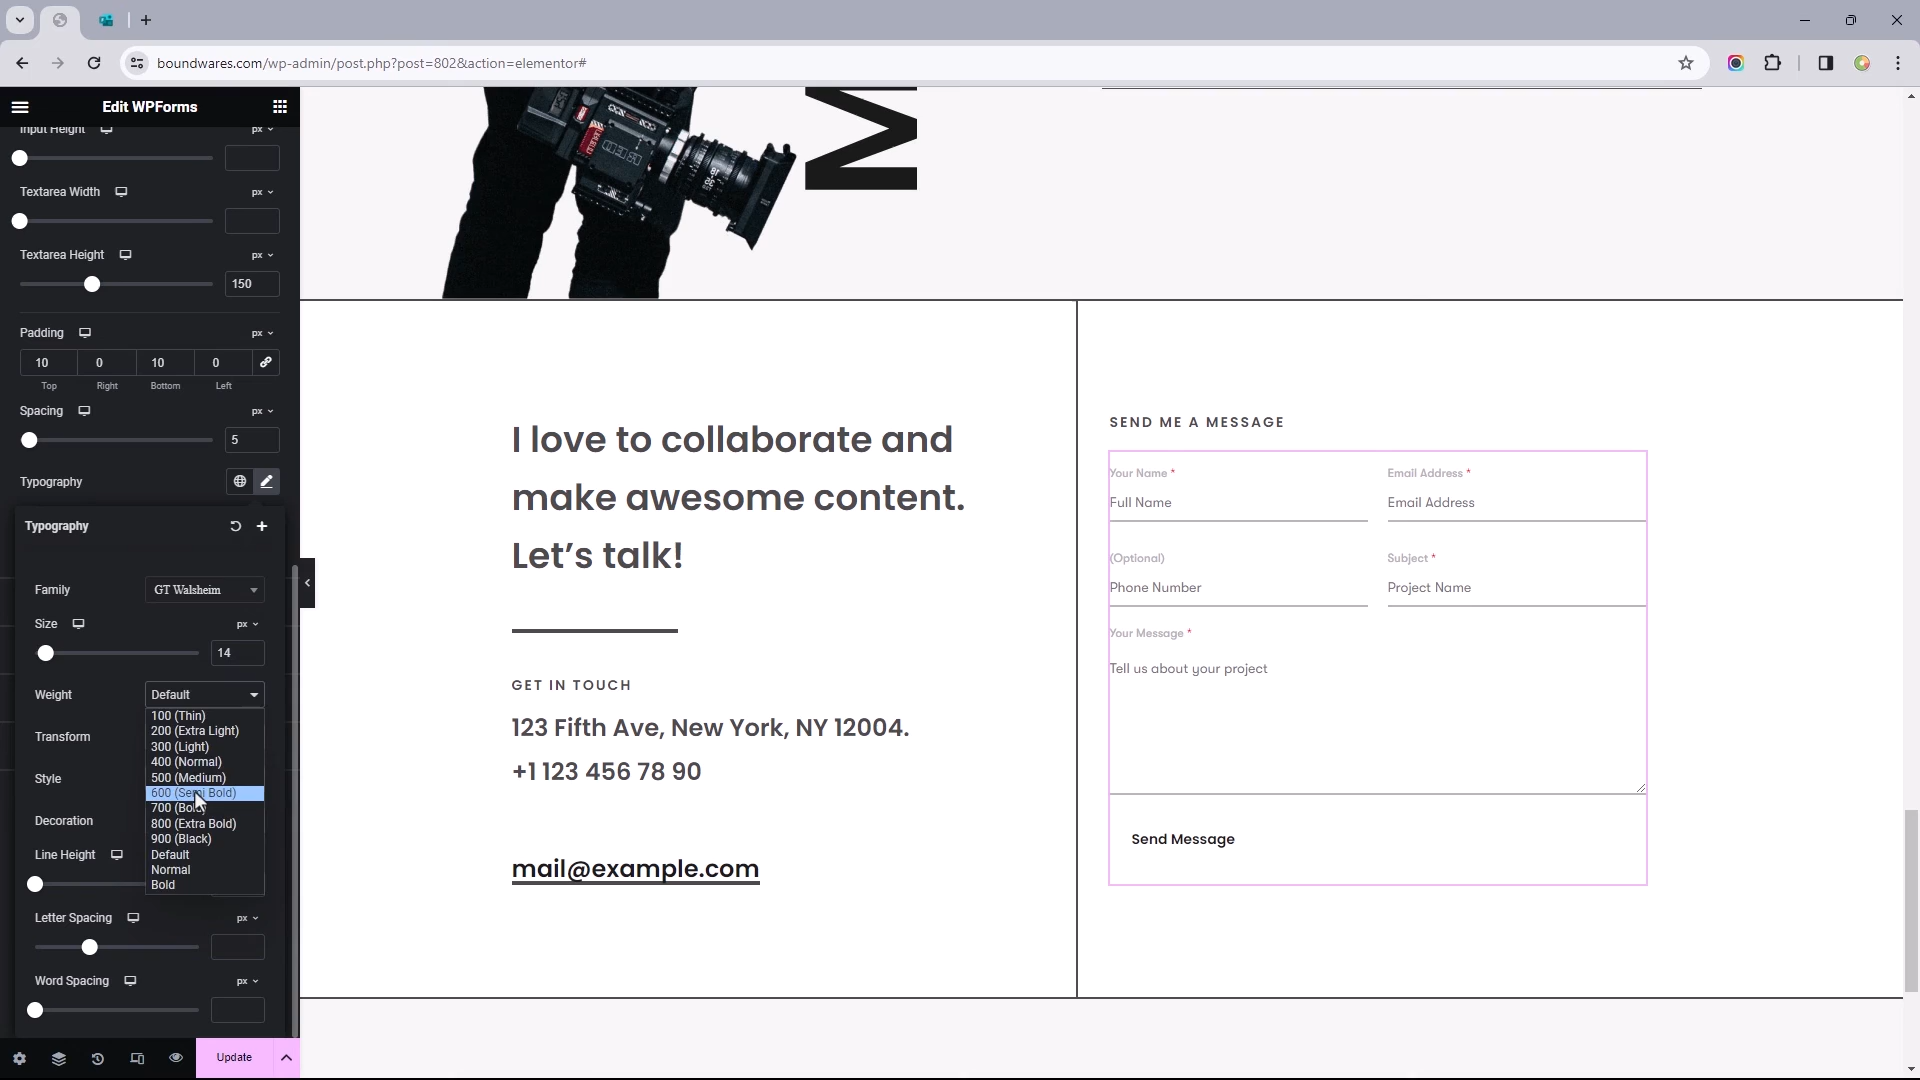 boundwares.com/wp-admin/post.php?post=802&action=elementor#
Edit WPForms
Input Height
px
Textarea Width
px
Textarea Height
px
150
Padding
px
10 0 10 0
Top Right Bottom Left
Spacing
px
5
Typography
Typography
Family
GT Walsheim
Size
px
14
Weight
Default
100 (Thin)
200 (Extra Light)
300 (Light)
400 (Normal)
500 (Medium)
600 (Semi Bold)
700 (Bold)
800 (Extra Bold)
900 (Black)
Default
Normal
Bold
Transform
Style
Decoration
Line Height
Letter Spacing
px
Word Spacing
px
Update
M
I love to collaborate and
make awesome content.
Let’s talk!
GET IN TOUCH
123 Fifth Ave, New York, NY 12004.
+1 123 456 78 90
mail@example.com
SEND ME A MESSAGE
Your Name *
Full Name
Email Address *
Email Address
(Optional)
Phone Number
Subject *
Project Name
Your Message *
Tell us about your project
Send Message